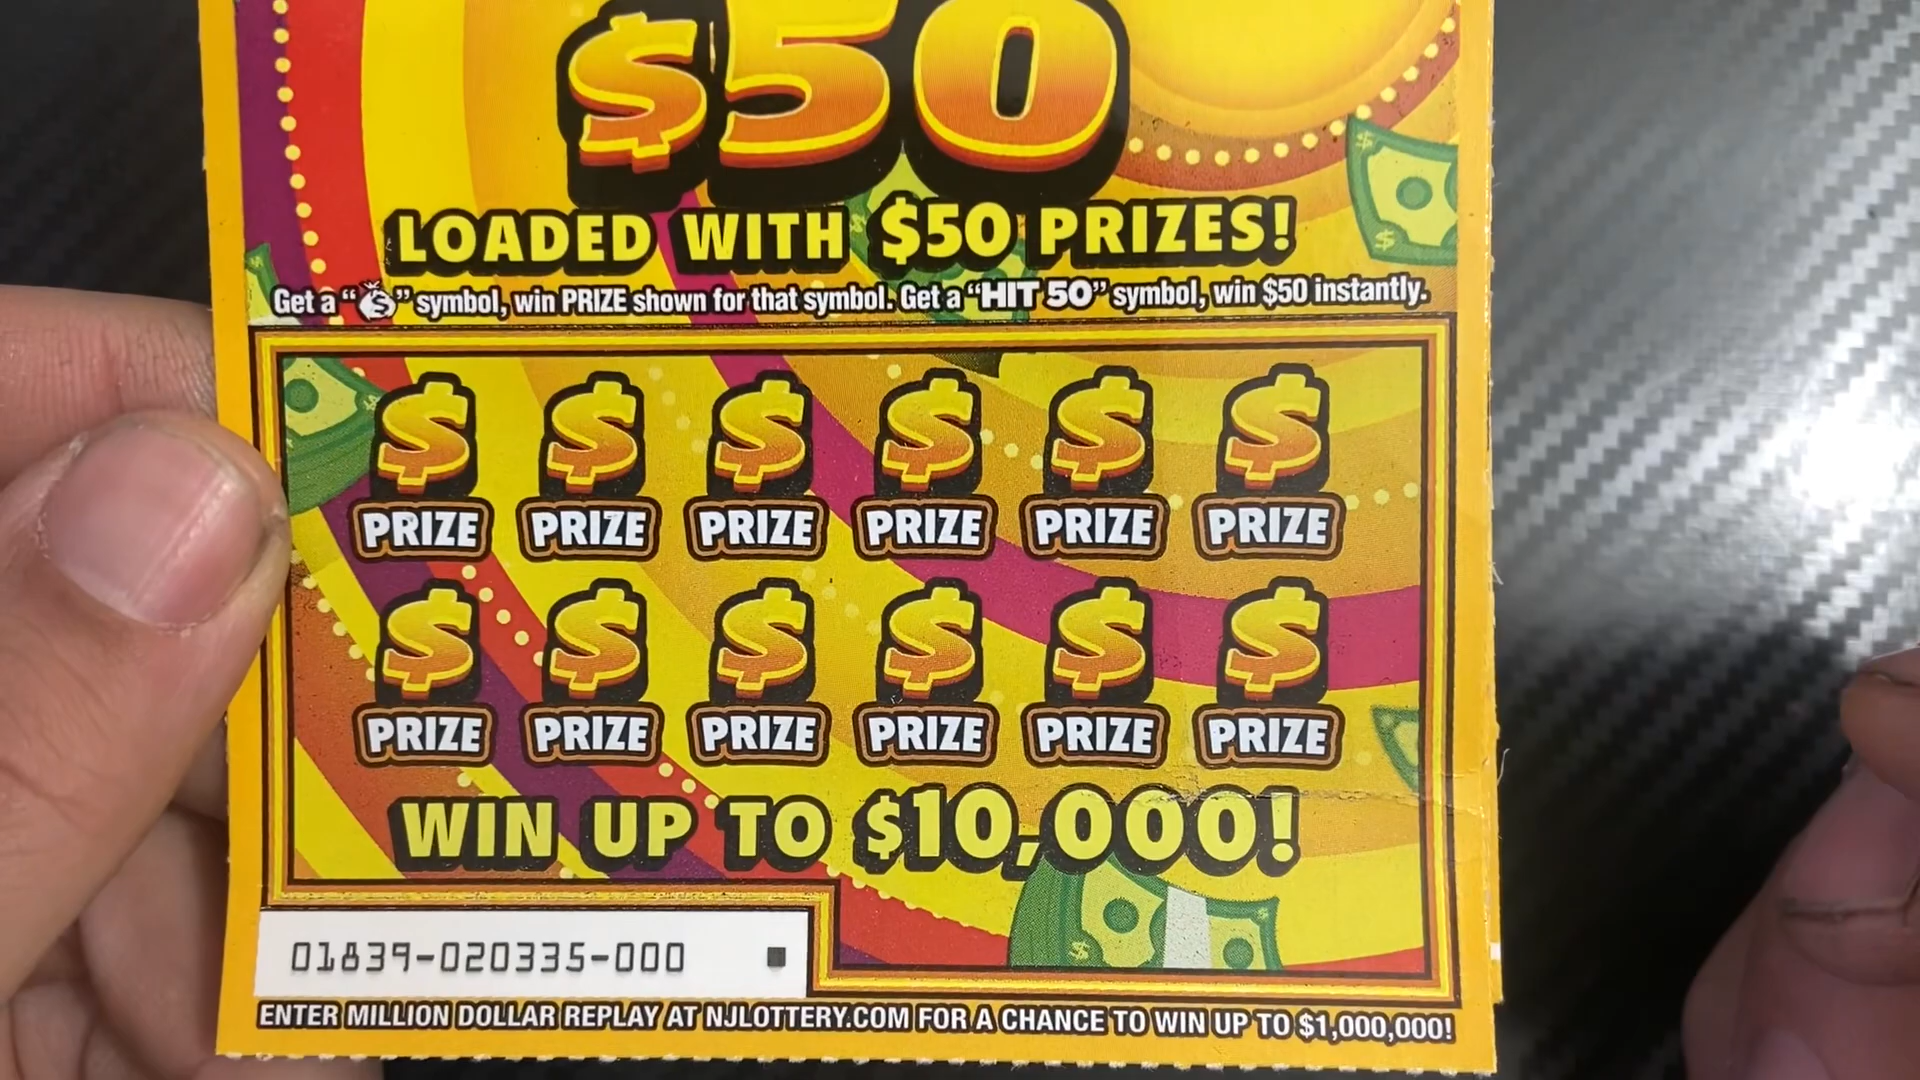 $50
LOADED WITH $50 PRIZES!
Get a "$" symbol, win PRIZE shown for that symbol. Get a "HIT 50" symbol, win $50 instantly.
$ $ $ $ $ $
PRIZE PRIZE PRIZE PRIZE PRIZE PRIZE
$ $ $ $ $ $
PRIZE PRIZE PRIZE PRIZE PRIZE PRIZE
WIN UP TO $10,000!
01839-020335-000
ENTER MILLION DOLLAR REPLAY AT NJLOTTERY.COM FOR A CHANCE TO WIN UP TO $1,000,000!